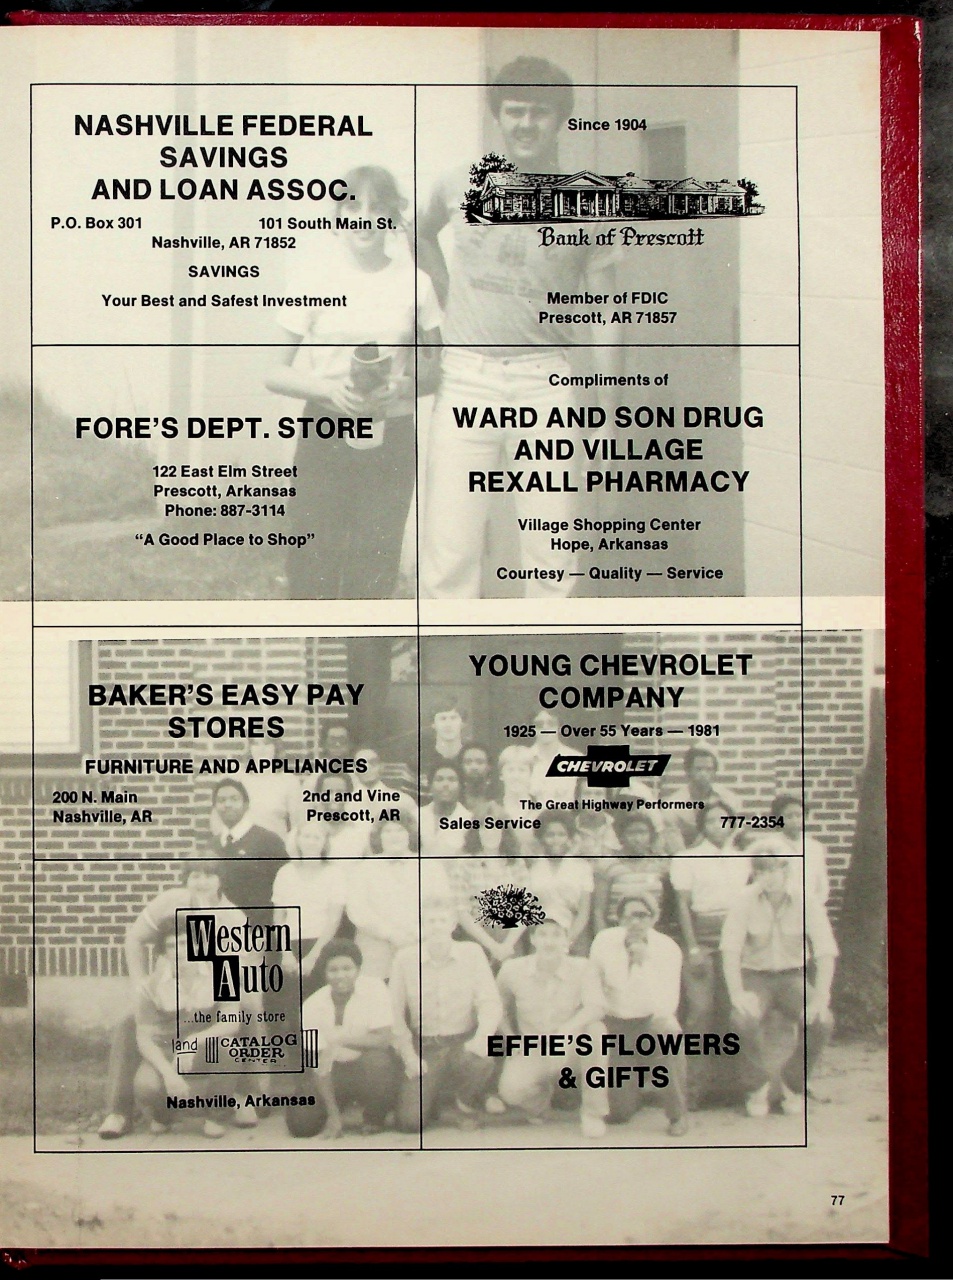 NASHVILLE FEDERAL
SAVINGS
AND LOAN ASSOC.
P.O. Box 301 101 South Main St.
Nashville, AR 71852
SAVINGS
Your Best and Safest Investment
Since 1904
Bank of Prescott
Member of FDIC
Prescott, AR 71857
FORE'S DEPT. STORE
122 East Elm Street
Prescott, Arkansas
Phone: 887-3114
“A Good Place to Shop”
Compliments of
WARD AND SON DRUG
AND VILLAGE
REXALL PHARMACY
Village Shopping Center
Hope, Arkansas
Courtesy — Quality — Service
BAKER'S EASY PAY
STORES
FURNITURE AND APPLIANCES
200 N. Main 2nd and Vine
Nashville, AR Prescott, AR
YOUNG CHEVROLET
COMPANY
1925 — Over 55 Years — 1981
CHEVROLET
The Great Highway Performers
Sales Service 777-2354
Western
Auto
...the family store
and CATALOG
ORDER
CENTER
Nashville, Arkansas
EFFIE'S FLOWERS
& GIFTS
77